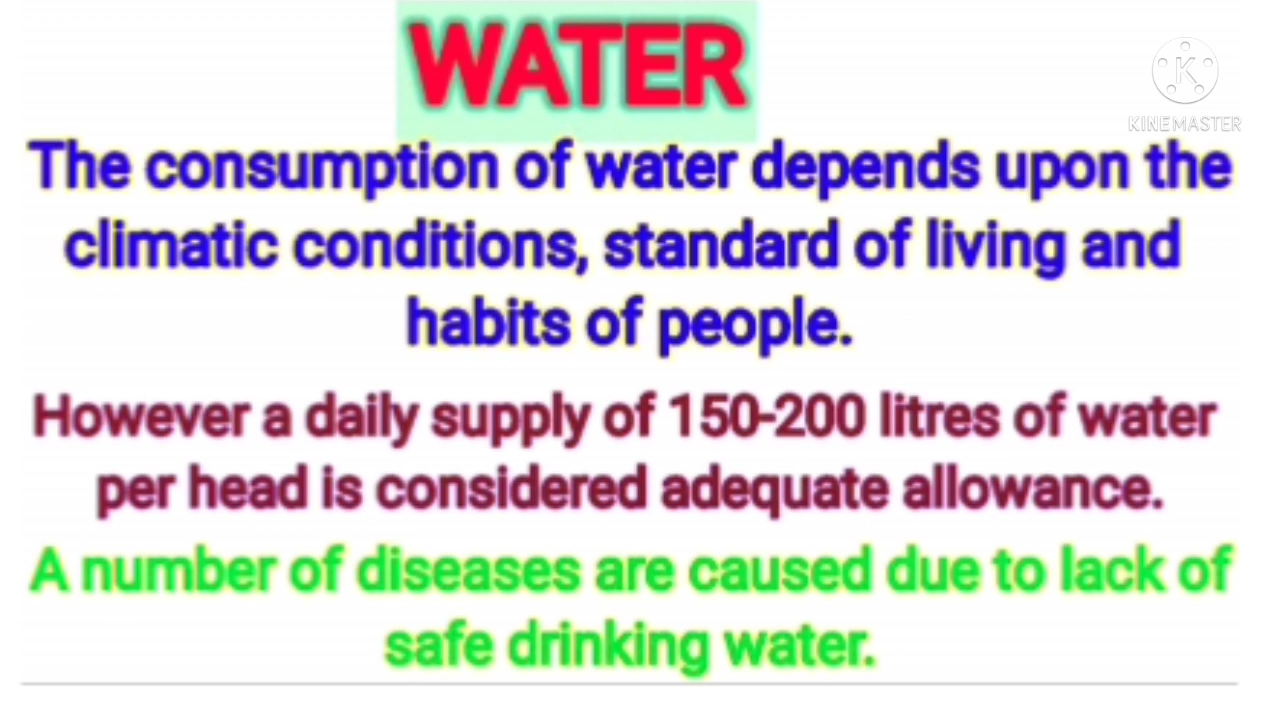 WATER
KINEMASTER
The consumption of water depends upon the
climatic conditions, standard of living and
habits of people.
However a daily supply of 150-200 litres of water
per head is considered adequate allowance.
A number of diseases are caused due to lack of
safe drinking water.